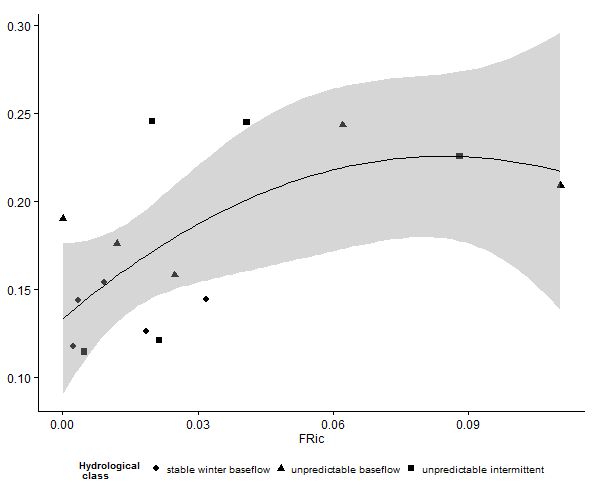 0.30
0.25
0.20
0.15
0.10
0.00 0.03 0.06 0.09
FRic
Hydrological
class
stable winter baseflow unpredictable baseflow unpredictable intermittent